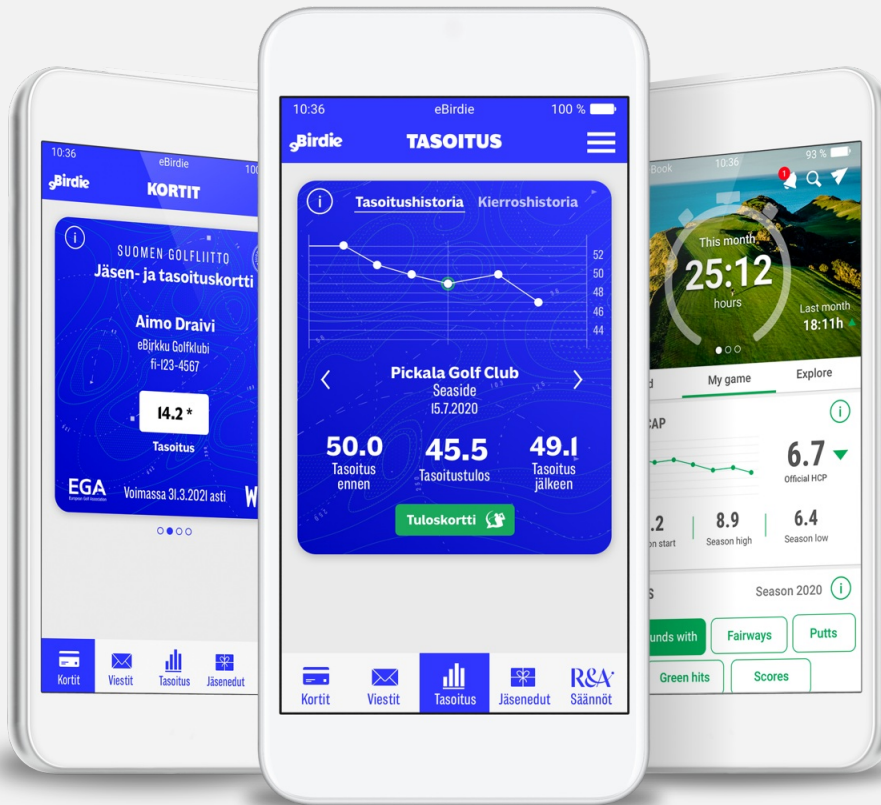 10:36
eBirdie
Birdie
KORTIT
SUOMEN GOLFLIITTO
Jäsen- ja tasoituskortti
Aimo Draivi
eBirkku Golfklubi
fi-123-4567
14.2 *
Tasoitus
EGA
European Golf Association
Voimassa 31.3.2021 asti
Kortit
Viestit
Tasoitus
Jäsenedut
10:36
eBirdie
100 %
eBirdie
TASOITUS
Tasoitushistoria
Kierroshistoria
52
50
48
46
44
Pickala Golf Club
Seaside
15.7.2020
50.0
45.5
49.1
Tasoitus ennen
Tasoitustulos
Tasoitus jälkeen
Tuloskortti
Kortit
Viestit
Tasoitus
Jäsenedut
R&A
Säännöt
10:36
93 %
1
This month
25:12
hours
Last month
18:11h
My game
Explore
6.7
Official HCP
8.9
6.4
Season high
Season low
Season 2020
Fairways
Putts
Green hits
Scores